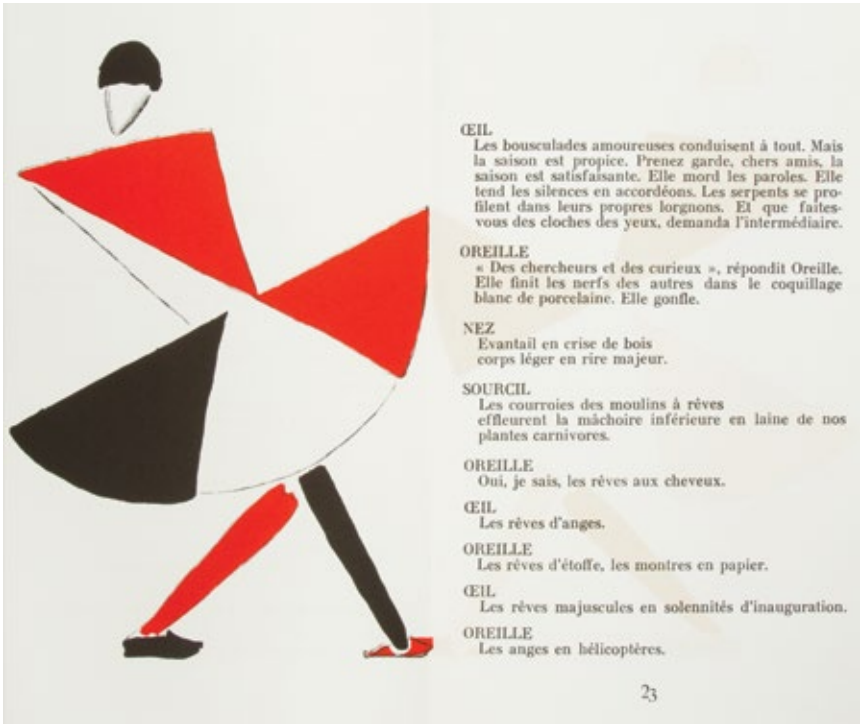 ŒIL
Les bousculades amoureuses conduisent à tout. Mais
la saison est propice. Prenez garde, chers amis, la
saison est satisfaisante. Elle mord les paroles. Elle
tend les silences en accordéons. Les serpents se pro-
filent dans leurs propres lorgnons. Et que faites-
vous des cloches des yeux, demanda l'intermédiaire.
OREILLE
« Des chercheurs et des curieux », répondit Oreille.
Elle finit les nerfs des autres dans le coquillage
blanc de porcelaine. Elle gonfle.
NEZ
Evantail en crise de bois
corps léger en rire majeur.
SOURCIL
Les courroies des moulins à rêves
effleurent la mâchoire inférieure en laine de nos
plantes carnivores.
OREILLE
Oui, je sais, les rêves aux cheveux.
ŒIL
Les rêves d'anges.
OREILLE
Les rêves d'étoffe, les montres en papier.
ŒIL
Les rêves majuscules en solennités d'inauguration.
OREILLE
Les anges en hélicoptères.
23